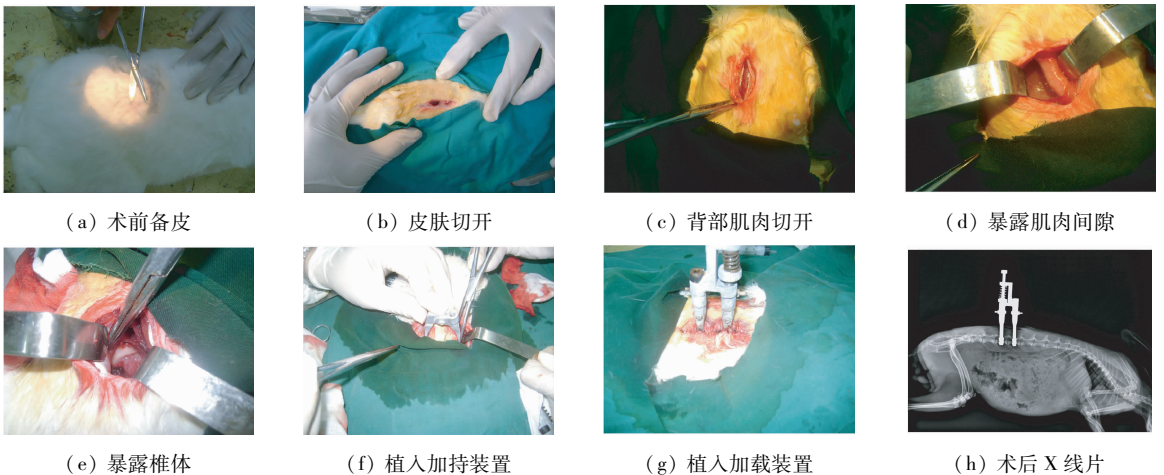 (a) 术前备皮
(b) 皮肤切开
(c) 背部肌肉切开
(d) 暴露肌肉间隙
(e) 暴露椎体
(f) 植入加持装置
(g) 植入加载装置
(h) 术后 X 线片